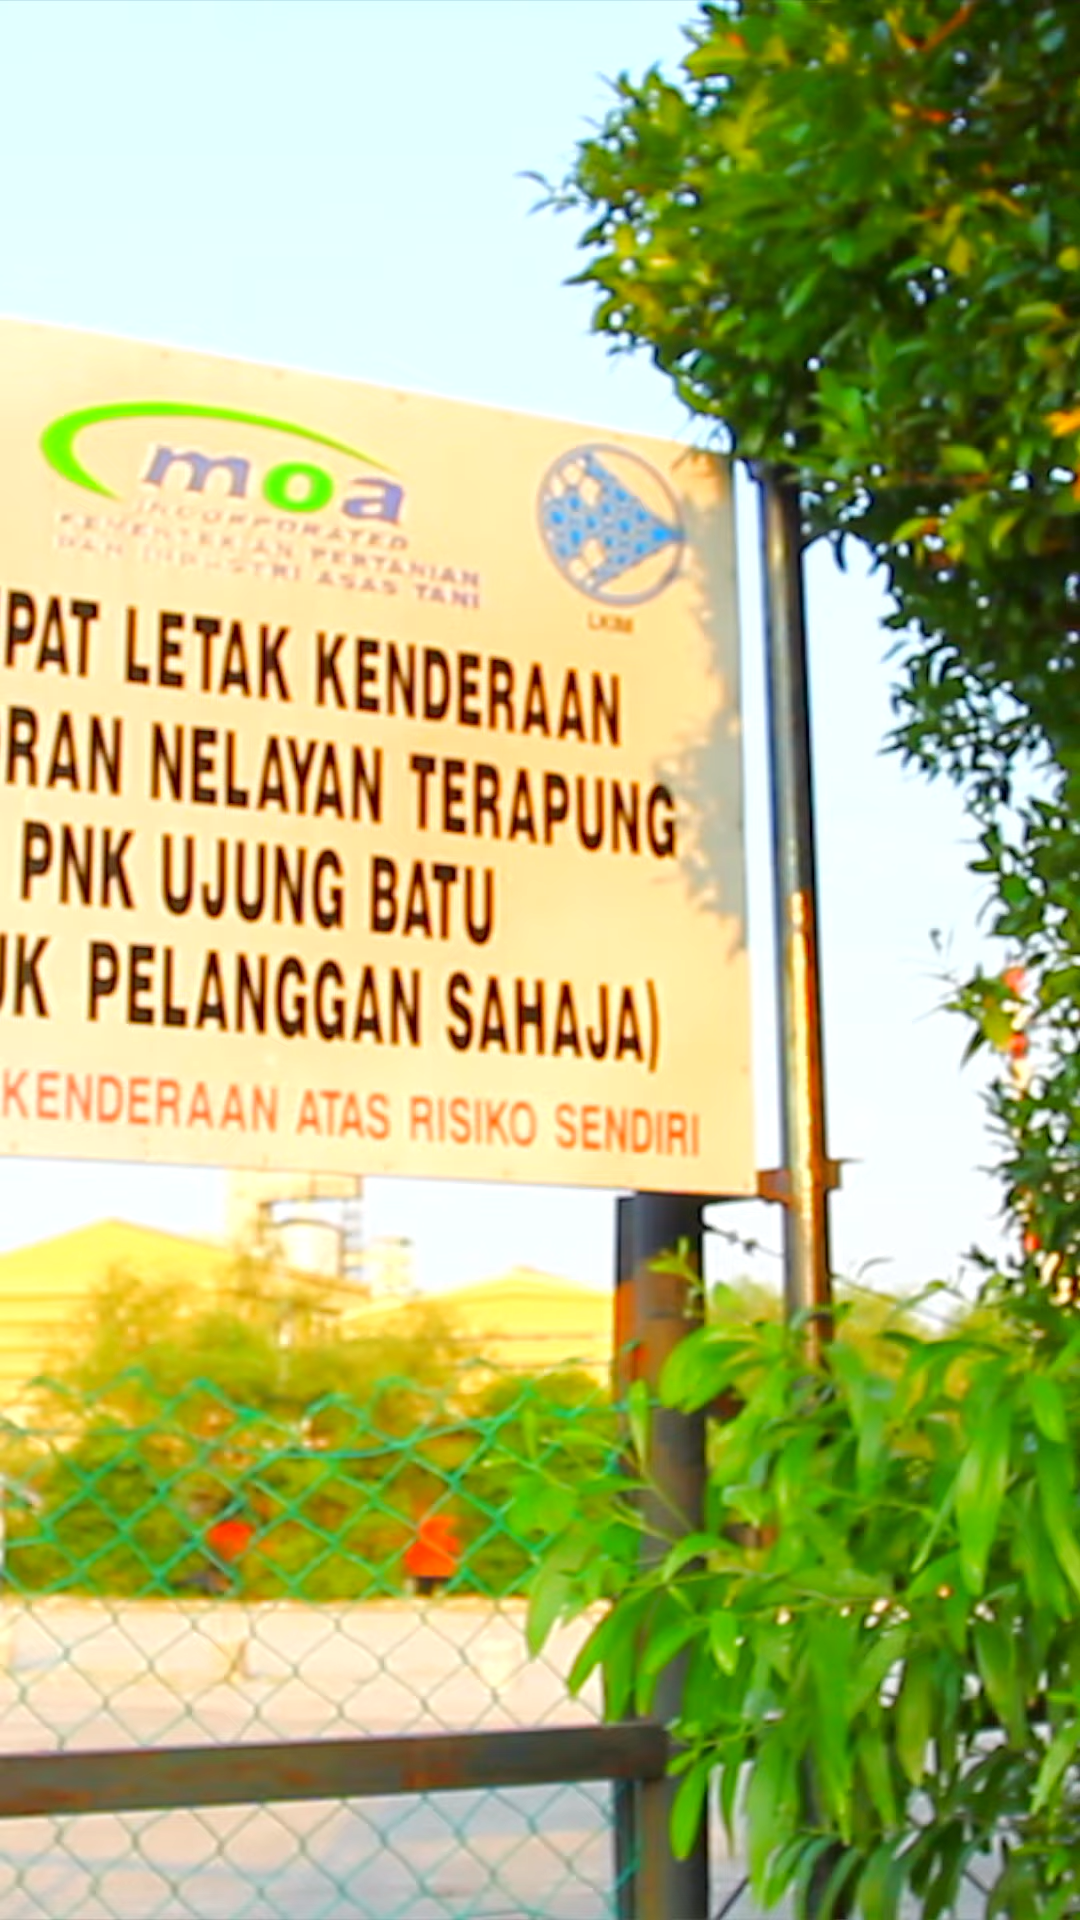 moa
INCORPORATED
KEMENTERIAN PERTANIAN
DAN INDUSTRI ASAS TANI
LKIM
PAT LETAK KENDERAAN
RAN NELAYAN TERAPUNG
PNK UJUNG BATU
UK PELANGGAN SAHAJA)
KENDERAAN ATAS RISIKO SENDIRI